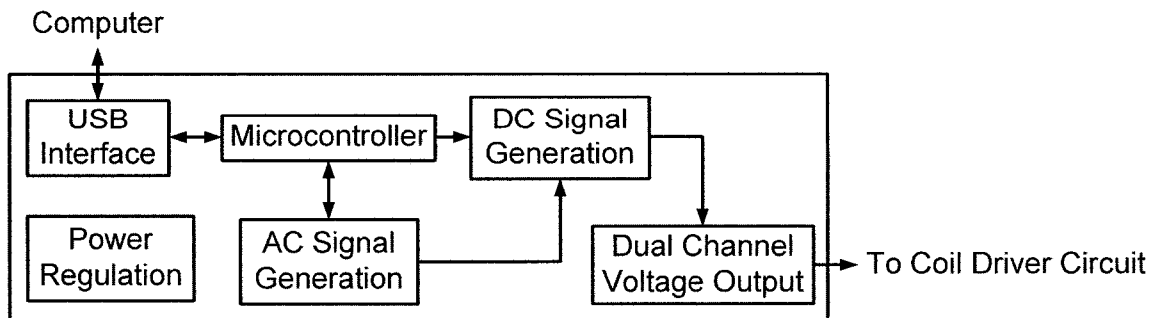 Computer
USB
Interface
Microcontroller
DC Signal
Generation
Power
Regulation
AC Signal
Generation
Dual Channel
Voltage Output
To Coil Driver Circuit